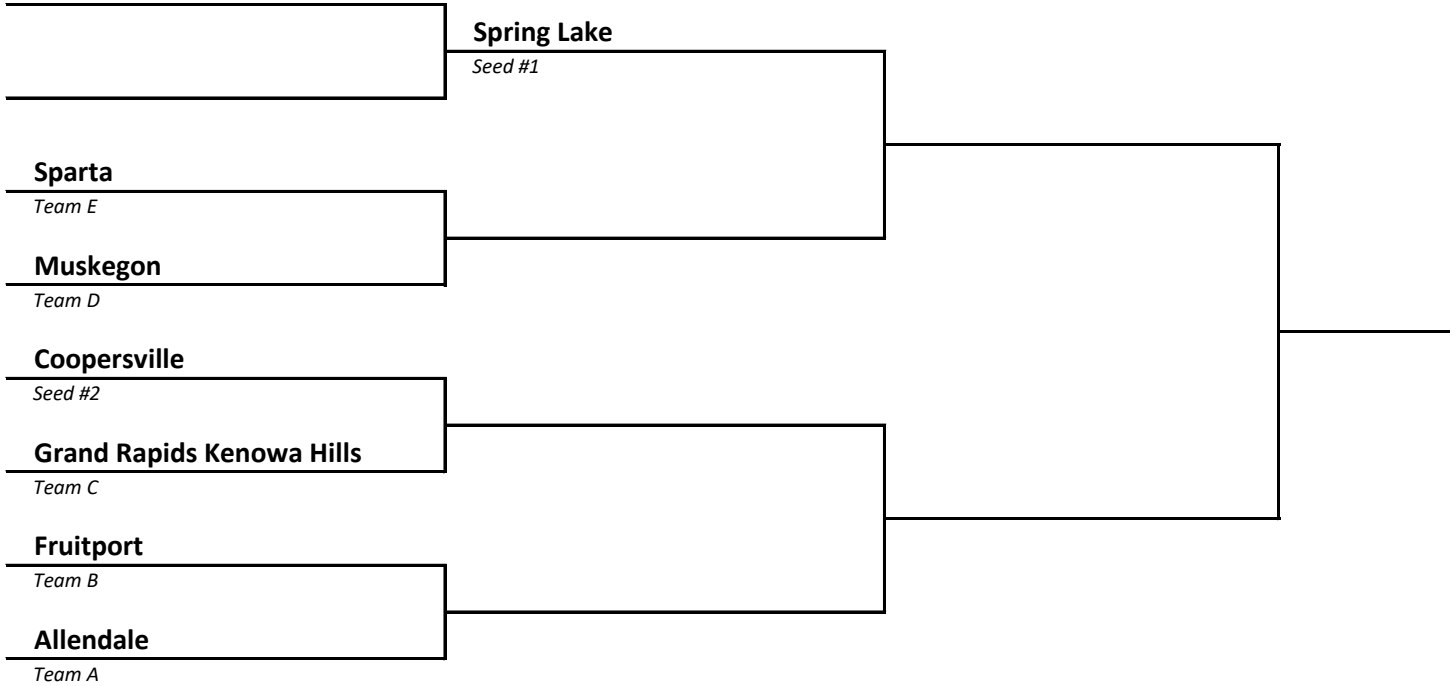 Spring Lake
Seed #1
Sparta
Team E
Muskegon
Team D
Coopersville
Seed #2
Grand Rapids Kenowa Hills
Team C
Fruitport
Team B
Allendale
Team A